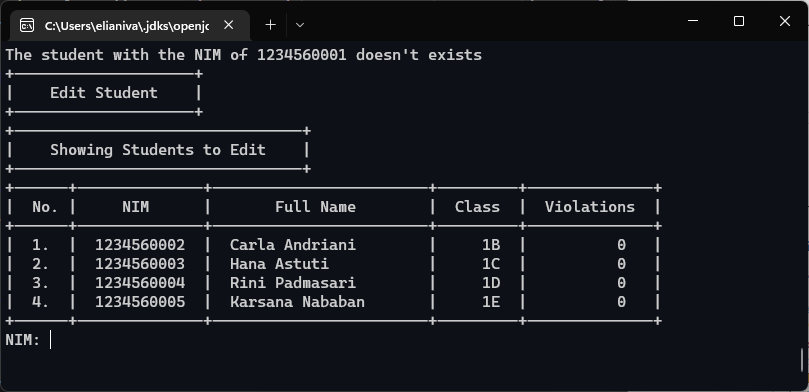 C:\Users\elianiva\.jdks\openjc
The student with the NIM of 1234560001 doesn't exists
Edit Student
Showing Students to Edit
No. | NIM | Full Name | Class | Violations
1. | 1234560002 | Carla Andriani | 1B | 0
2. | 1234560003 | Hana Astuti | 1C | 0
3. | 1234560004 | Rini Padmasari | 1D | 0
4. | 1234560005 | Karsana Nababan | 1E | 0
NIM: